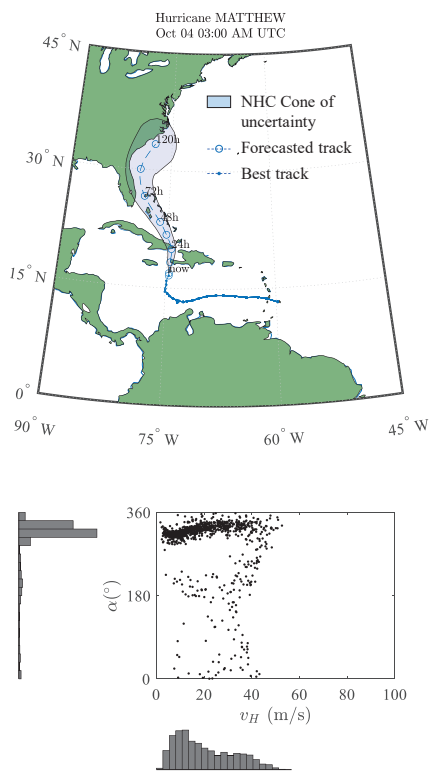 Hurricane MATTHEW
Oct 04 03:00 AM UTC
45° N
30° N
15° N
0°
90° W
75° W
60° W
45° W
NHC Cone of
uncertainty
Forecasted track
Best track
120h
72h
48h
24h
now
360
180
0
α(°)
0
20
40
60
80
100
v_H (m/s)